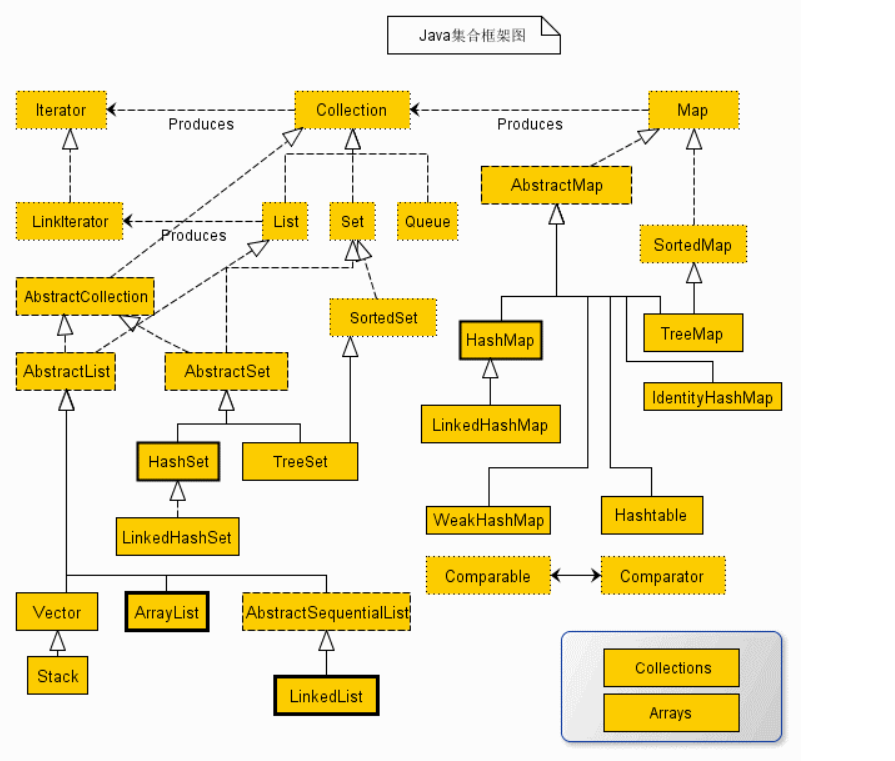 Java集合框架图
Iterator
Collection
Map
Produces
Produces
AbstractMap
LinkIterator
List
Set
Queue
Produces
SortedMap
AbstractCollection
SortedSet
HashMap
TreeMap
AbstractList
AbstractSet
IdentityHashMap
LinkedHashMap
HashSet
TreeSet
WeakHashMap
Hashtable
LinkedHashSet
Comparable
Comparator
Vector
ArrayList
AbstractSequentialList
Stack
LinkedList
Collections
Arrays